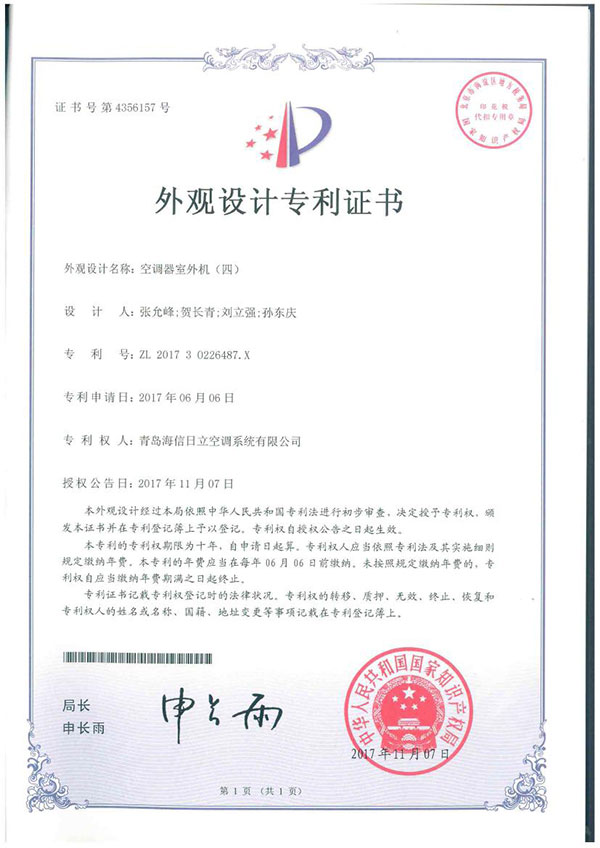 证书号第4356157号
印花税
代扣专用章
外观设计专利证书
外观设计名称：空调器室外机（四）
设计人：张允峰;贺长青;刘立强;孙东庆
专利号：ZL 2017 3 0226487.X
专利申请日：2017年06月06日
专利权人：青岛海信日立空调系统有限公司
授权公告日：2017年11月07日
本外观设计经过本局依照中华人民共和国专利法进行初步审查，决定授予专利权，颁
发本证书并在专利登记簿上予以登记。专利权自授权公告之日起生效。
本专利的专利权期限为十年，自申请日起算。专利权人应当依照专利法及其实施细则
规定缴纳年费。本专利的年费应当在每年06月06日前缴纳。未按照规定缴纳年费的，专
利权自应当缴纳年费期满之日起终止。
专利证书记载专利权登记时的法律状况。专利权的转移、质押、无效、终止、恢复和
专利权人的姓名或名称、国籍、地址变更等事项记载在专利登记簿上。
局长
申长雨
申长雨
中华人民共和国国家知识产权局
2017年11月07日
第1页（共1页）